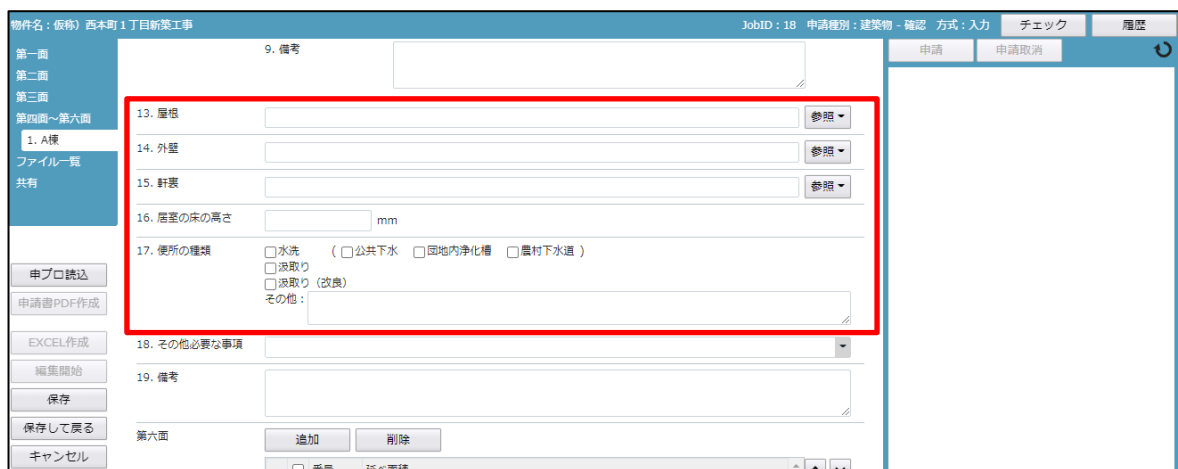 物件名：仮称）西本町１丁目新築工事 JobID：18 申請種別：建築物 - 確認 方式：入力 チェック 履歴
第一面
第二面
第三面
第四面～第六面
1. A棟
ファイル一覧
共有
申プロ読込
申請書PDF作成
EXCEL作成
編集開始
保存
保存して戻る
キャンセル
9. 備考
13. 屋根 参照
14. 外壁 参照
15. 軒裏 参照
16. 居室の床の高さ mm
17. 便所の種類 水洗 （ 公共下水 団地内浄化槽 農村下水道 ）
汲取り
汲取り（改良）
その他：
18. その他必要な事項
19. 備考
第六面 追加 削除
番号 延べ面積
申請 申請取消